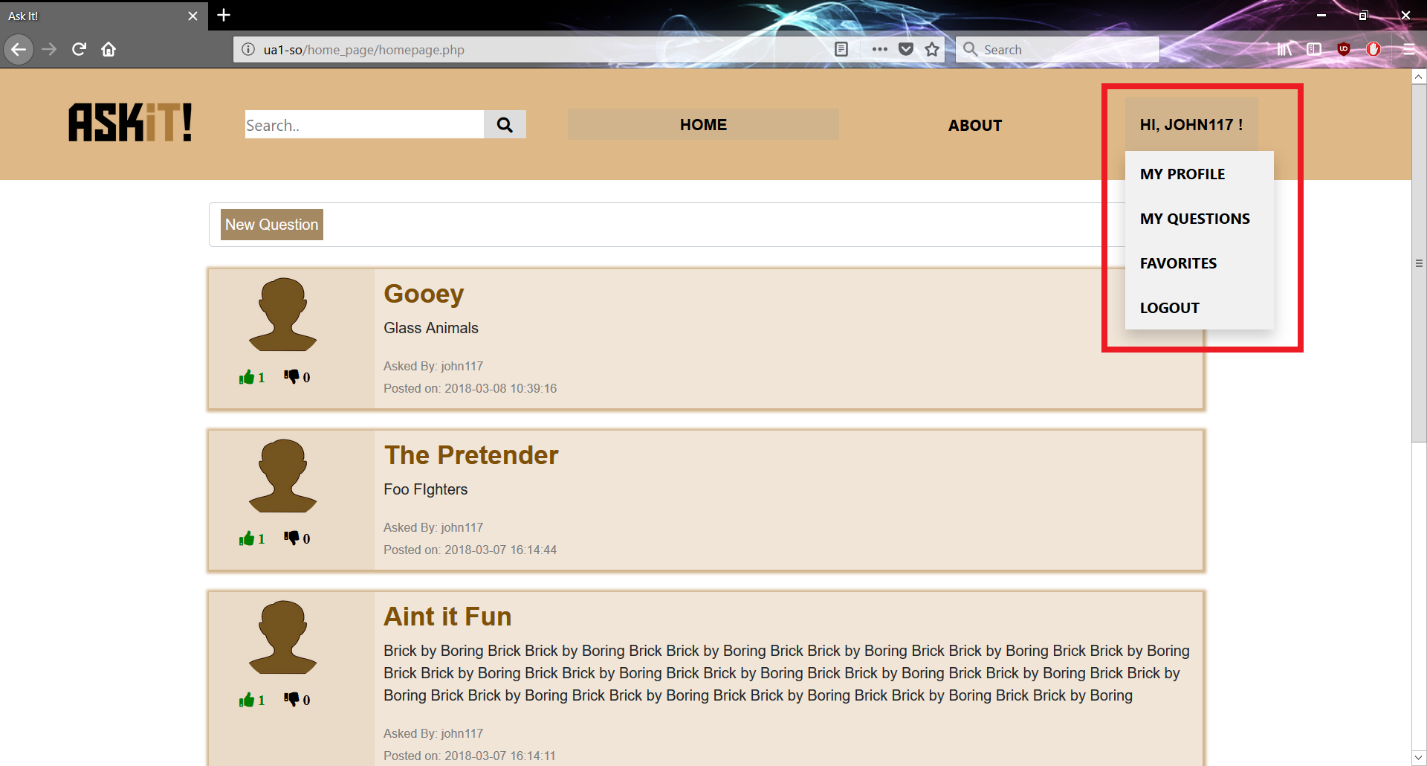 Ask It!
ua1-so/home_page/homepage.php
Search
ASKiT!
Search..
HOME
ABOUT
HI, JOHN117 !
MY PROFILE
MY QUESTIONS
FAVORITES
LOGOUT
New Question
Gooey
Glass Animals
Asked By: john117
Posted on: 2018-03-08 10:39:16
1 0
The Pretender
Foo FIghters
Asked By: john117
Posted on: 2018-03-07 16:14:44
1 0
Aint it Fun
Brick by Boring Brick Brick by Boring Brick Brick by Boring Brick Brick by Boring Brick Brick by Boring Brick Brick by Boring
Brick Brick by Boring Brick Brick by Boring Brick Brick by Boring Brick Brick by Boring Brick Brick by Boring Brick Brick by
Boring Brick Brick by Boring Brick Brick by Boring Brick Brick by Boring Brick Brick by Boring Brick Brick by Boring
Asked By: john117
Posted on: 2018-03-07 16:14:11
1 0